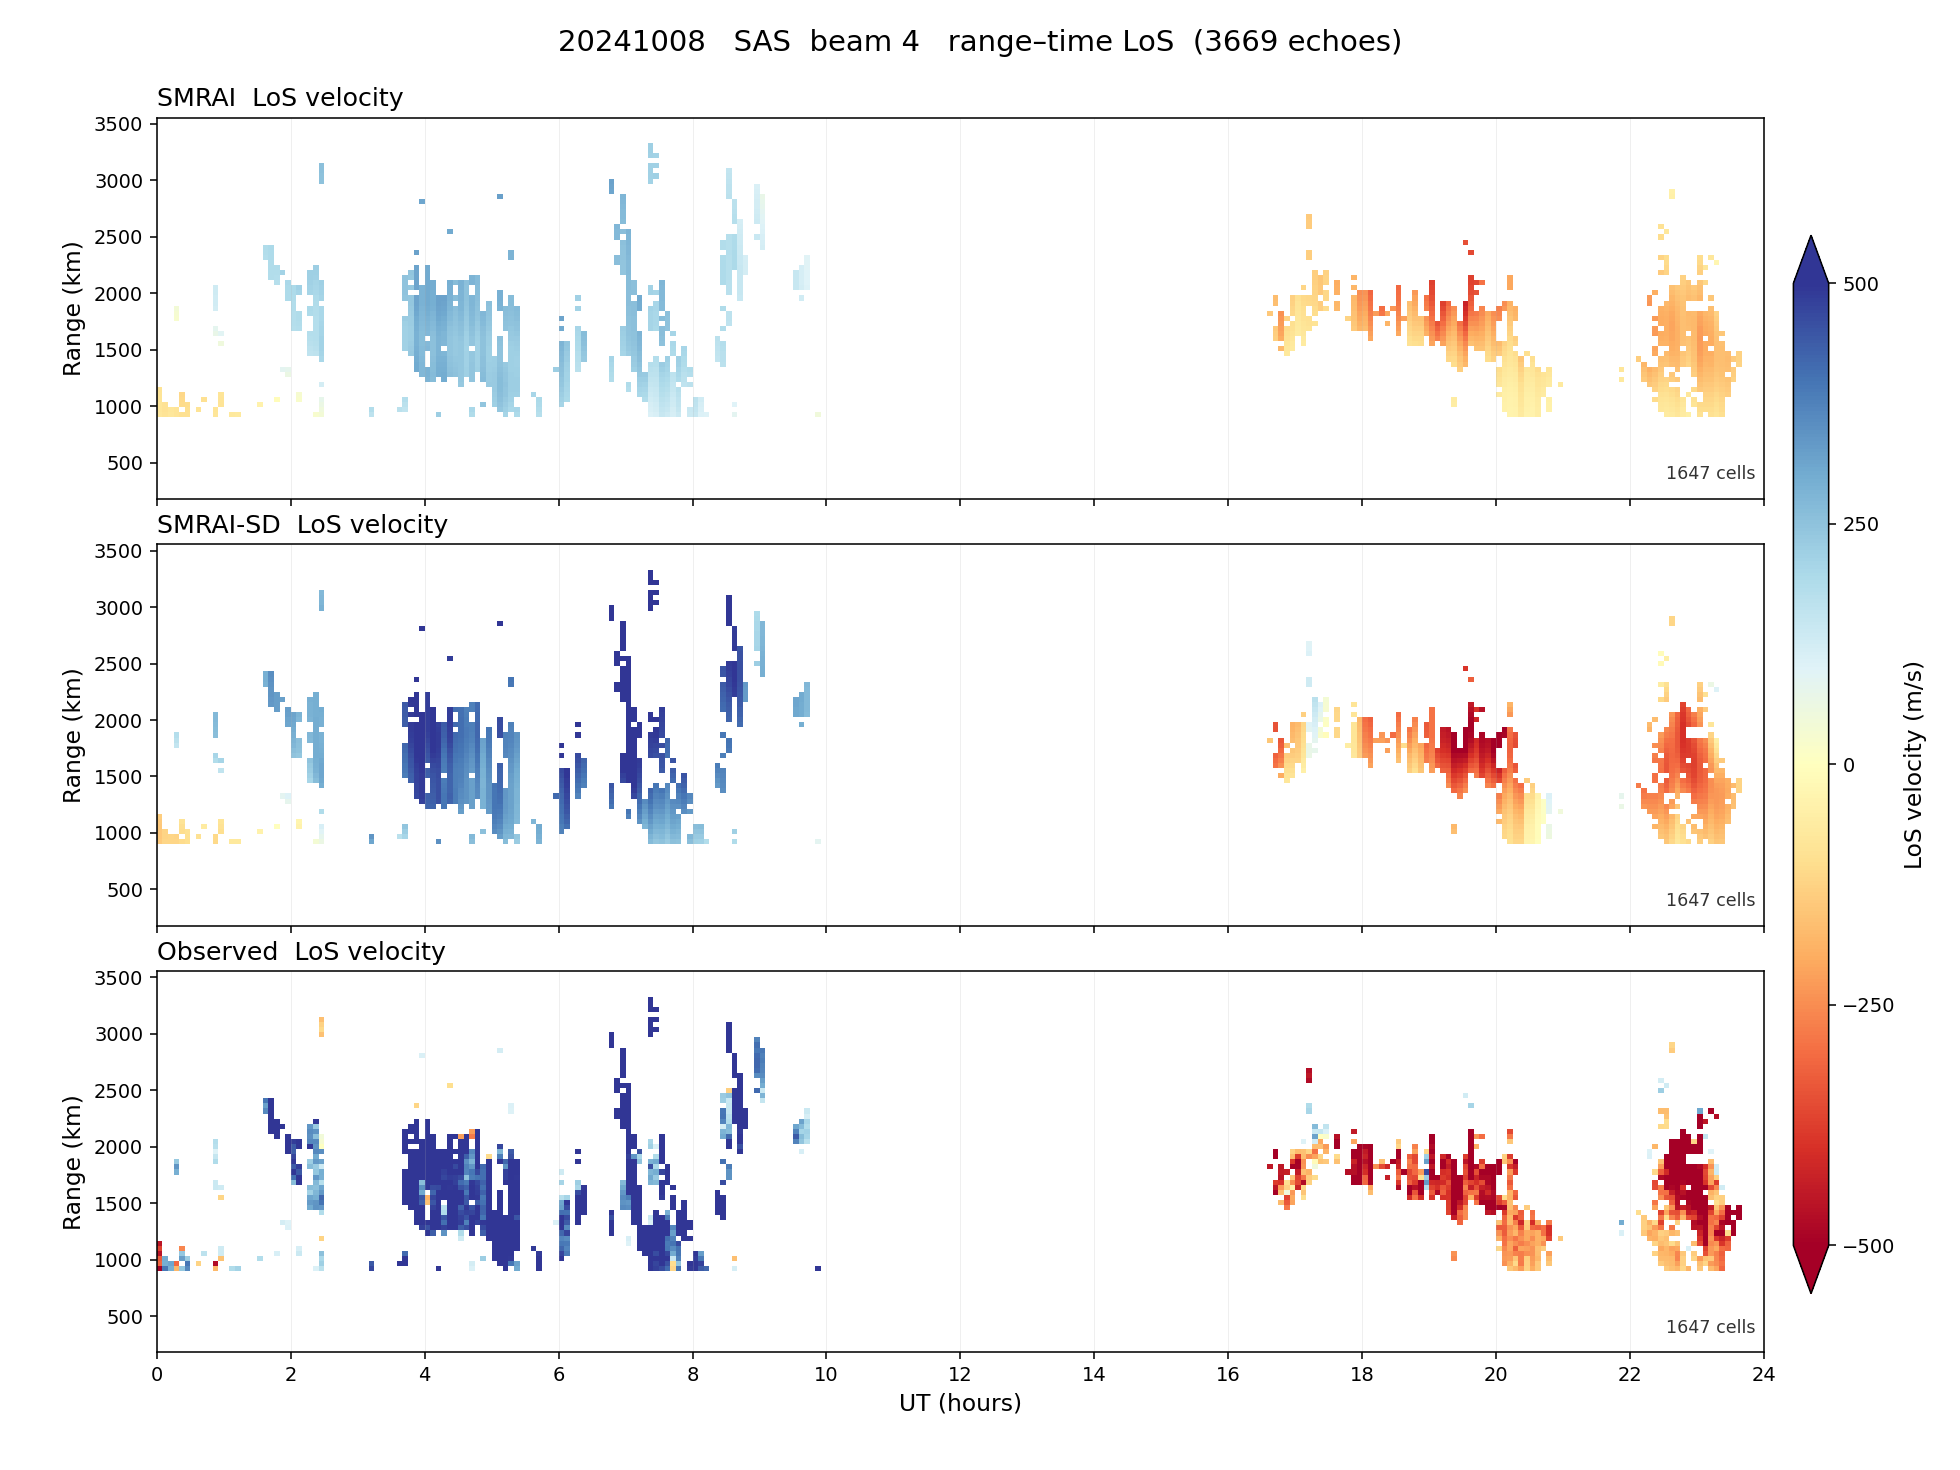 20241008   SAS  beam 4   range–time LoS  (3669 echoes)
SMRAI  LoS velocity
3500
3000
2500
2000
1500
1000
500
Range (km)
1647 cells
SMRAI-SD  LoS velocity
3500
3000
2500
2000
1500
1000
500
Range (km)
1647 cells
Observed  LoS velocity
3500
3000
2500
2000
1500
1000
500
Range (km)
1647 cells
0 2 4 6 8 10 12 14 16 18 20 22 24
UT (hours)
500
250
0
−250
−500
LoS velocity (m/s)